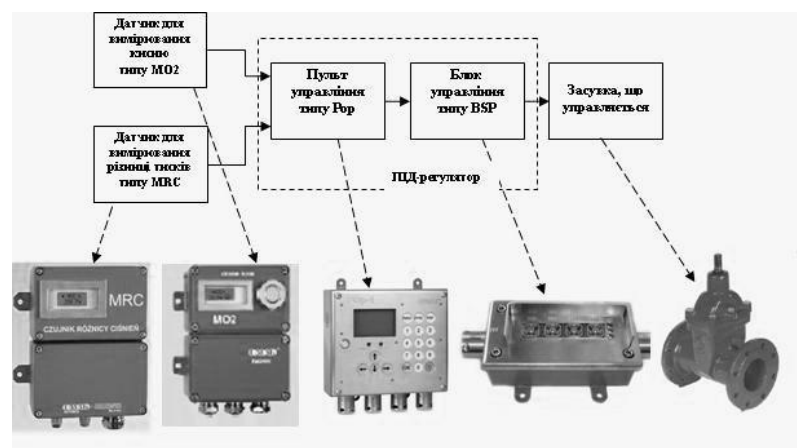 Датчик для
вимірювання
кисню
типу MO2
Пульт
управління
типу Pop
Блок
управління
типу BSP
Засувка, що
управляється
Датчик для
вимірювання
різниці тисків
типу MRC
ПІД-регулятор
MRC
CZUJNIK RÓŻNICY CIŚNIEŃ
MO2